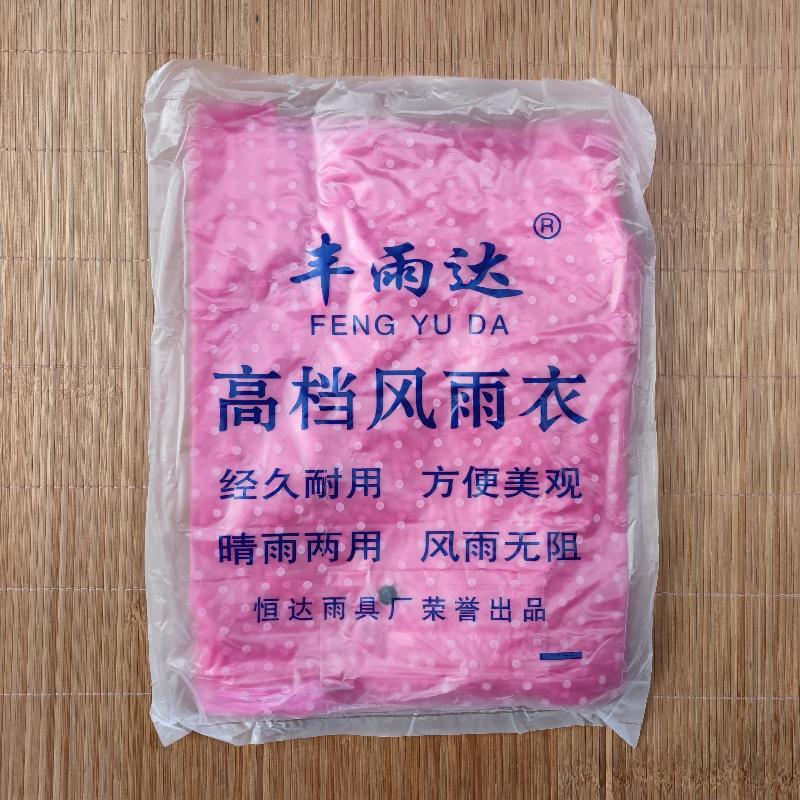 ®
丰雨达
FENG YU DA
高档风雨衣
经久耐用 方便美观
晴雨两用 风雨无阻
恒达雨具厂荣誉出品